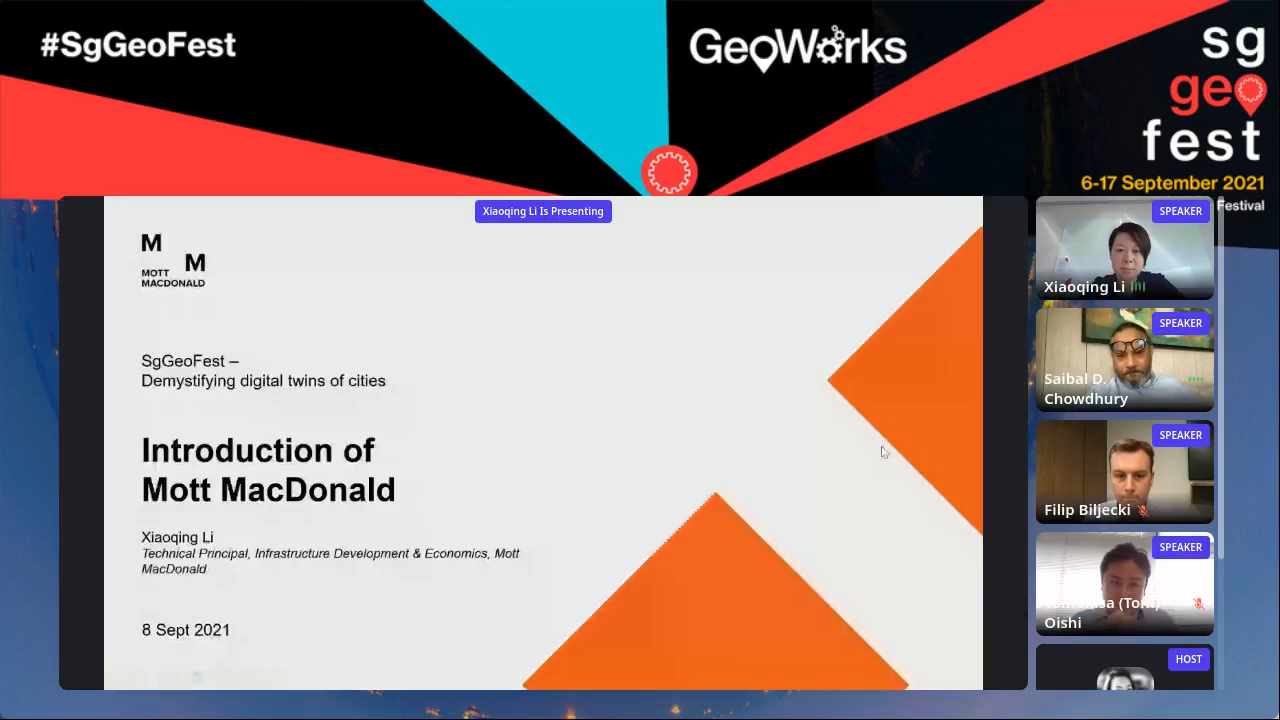 #SgGeoFest
GeoWorks
sg
geo
fest
6-17 September 2021
Festival
Xiaoqing Li Is Presenting
M
M
MOTT
MACDONALD
SgGeoFest –
Demystifying digital twins of cities
Introduction of
Mott MacDonald
Xiaoqing Li
Technical Principal, Infrastructure Development & Economics, Mott
MacDonald
8 Sept 2021
SPEAKER
Xiaoqing Li
SPEAKER
Saibal D.
Chowdhury
SPEAKER
Filip Biljecki
SPEAKER
Oishi
HOST